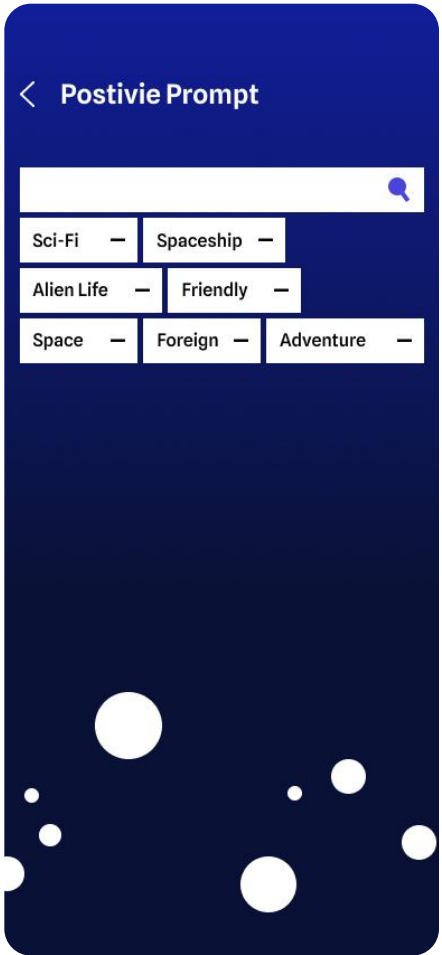 Postivie Prompt
Sci-Fi Spaceship
Alien Life Friendly
Space Foreign Adventure